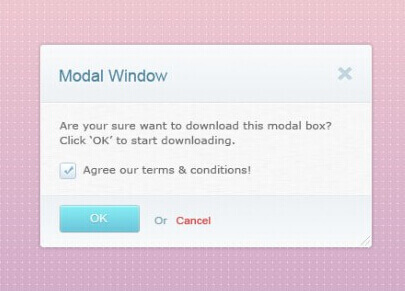 Modal Window
Are your sure want to download this modal box?
Click ‘OK’ to start downloading.
Agree our terms & conditions!
OK Or Cancel